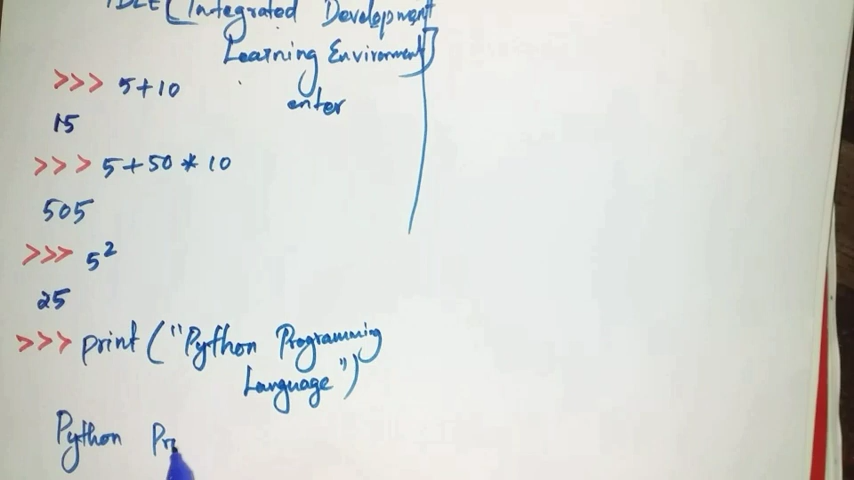 IDLE [Integrated Development
Learning Environment]
>>> 5+10
enter
15
>>> 5+50*10
505
>>> 5²
25
>>> print ("Python Programming
Language")
Python Pr